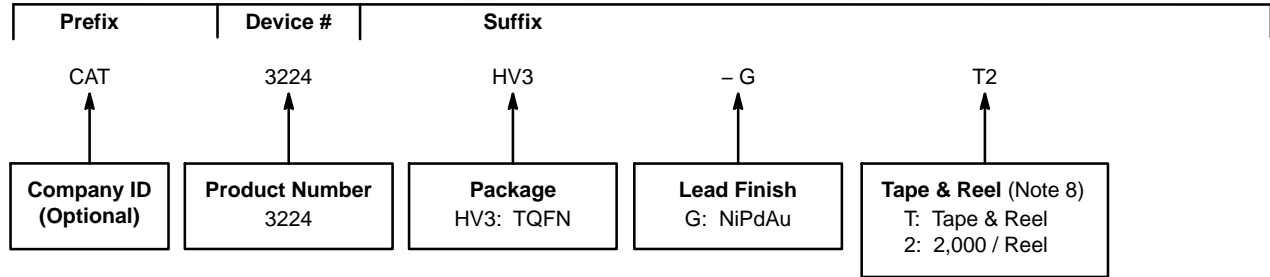 Prefix Device # Suffix
CAT 3224 HV3 – G T2
Company ID
(Optional)
Product Number
3224
Package
HV3: TQFN
Lead Finish
G: NiPdAu
Tape & Reel (Note 8)
T: Tape & Reel
2: 2,000 / Reel